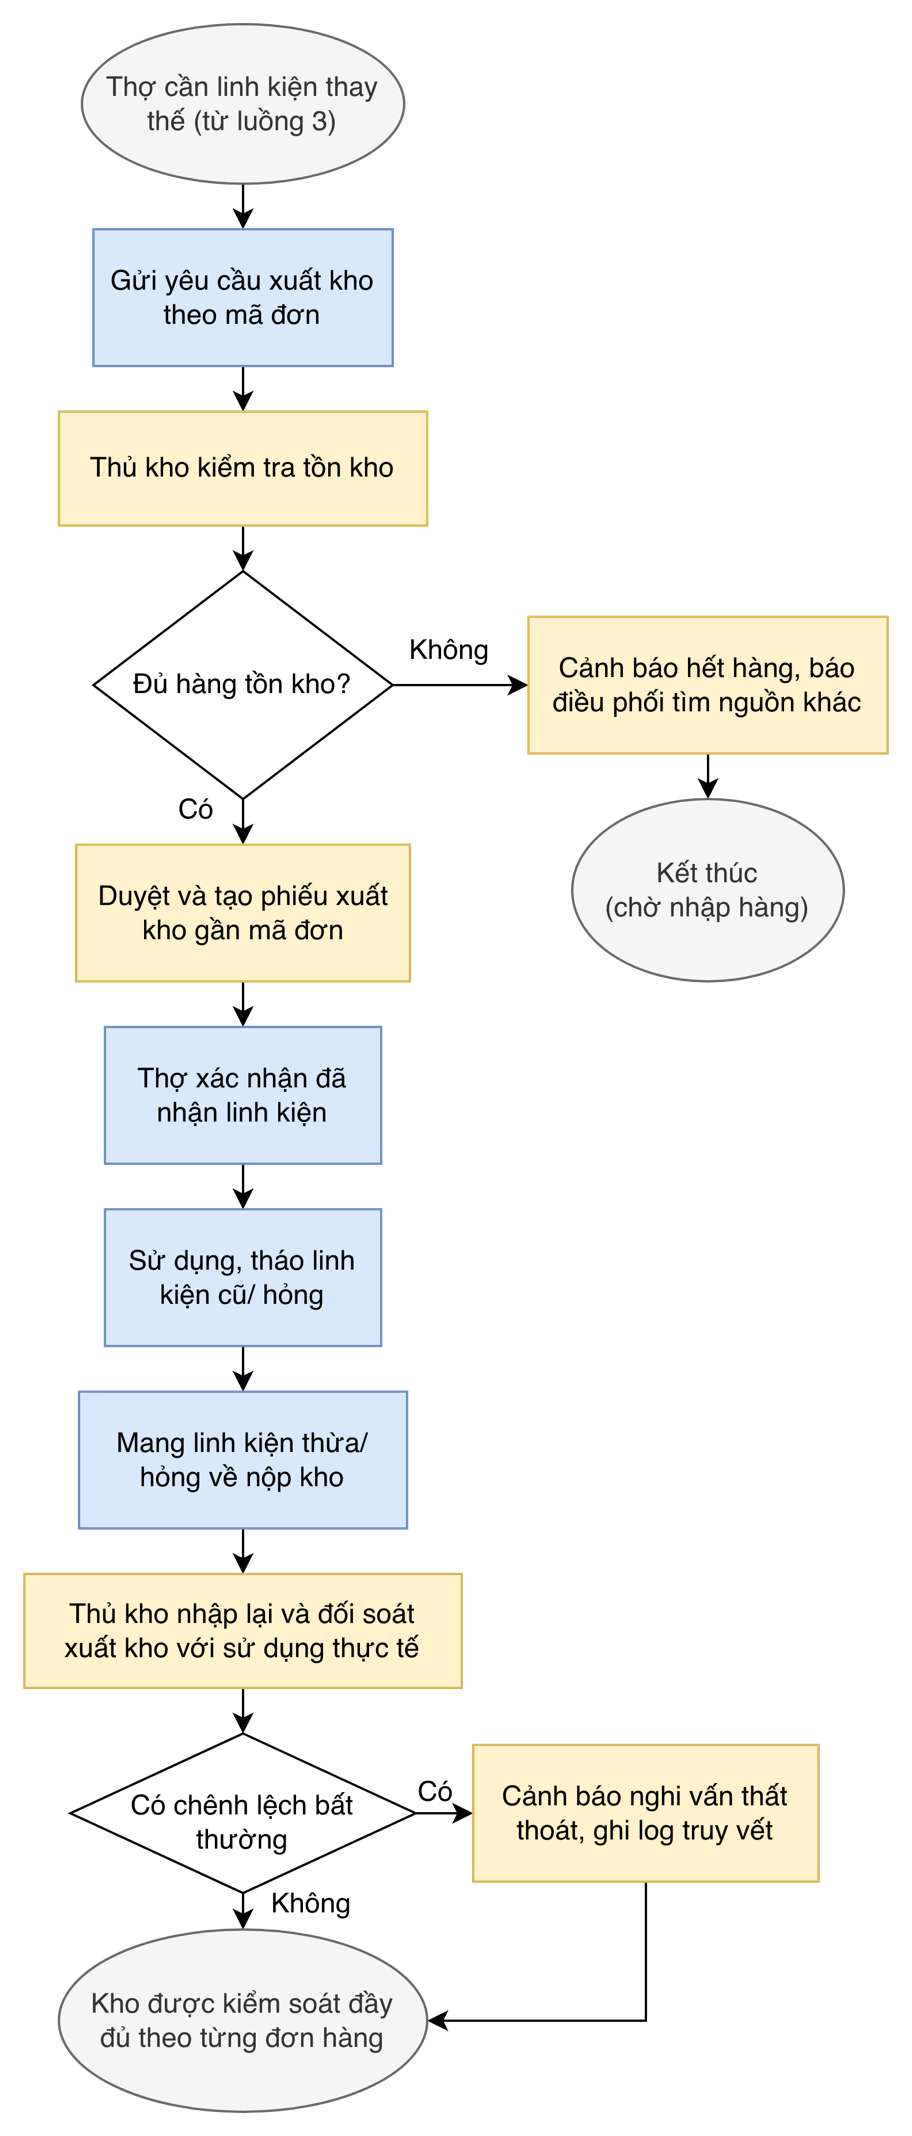 Thợ cần linh kiện thay
thế (từ luồng 3)
Gửi yêu cầu xuất kho
theo mã đơn
Thủ kho kiểm tra tồn kho
Đủ hàng tồn kho?
Không
Cảnh báo hết hàng, báo
điều phối tìm nguồn khác
Có
Kết thúc
(chờ nhập hàng)
Duyệt và tạo phiếu xuất
kho gần mã đơn
Thợ xác nhận đã
nhận linh kiện
Sử dụng, tháo linh
kiện cũ/ hỏng
Mang linh kiện thừa/
hỏng về nộp kho
Thủ kho nhập lại và đối soát
xuất kho với sử dụng thực tế
Có chênh lệch bất
thường
Có
Cảnh báo nghi vấn thất
thoát, ghi log truy vết
Không
Kho được kiểm soát đầy
đủ theo từng đơn hàng